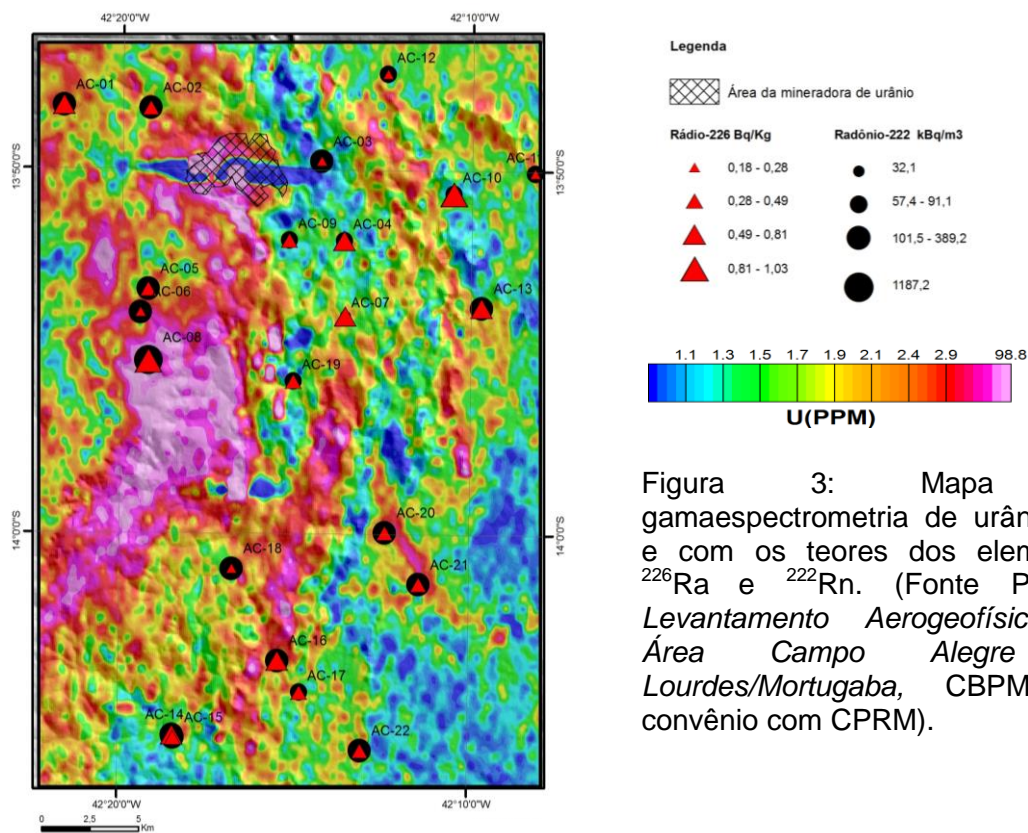 42°20'0"W
42°10'0"W
AC-12
AC-01
AC-02
AC-03
13°50'0"S
AC-1
13°50'0"S
AC-10
AC-09
AC-04
AC-05
AC-06
AC-13
AC-07
AC-08
AC-19
14°0'0"S
AC-20
14°0'0"S
AC-18
AC-21
AC-16
AC-17
AC-14
AC-15
AC-22
42°20'0"W
42°10'0"W
0 2,5 5
Km
Legenda
Área da mineradora de urânio
Rádio-226 Bq/Kg
0,18 - 0,28
0,28 - 0,49
0,49 - 0,81
0,81 - 1,03
Radônio-222 kBq/m3
32,1
57,4 - 91,1
101,5 - 389,2
1187,2
1.1 1.3 1.5 1.7 1.9 2.1 2.4 2.9 98.8
U(PPM)
Figura 3: Mapa
gamaespectrometria de urân
e com os teores dos elen
²²⁶Ra e ²²²Rn. (Fonte P
Levantamento Aerogeofísic
Área Campo Alegre
Lourdes/Mortugaba, CBPM
convênio com CPRM).